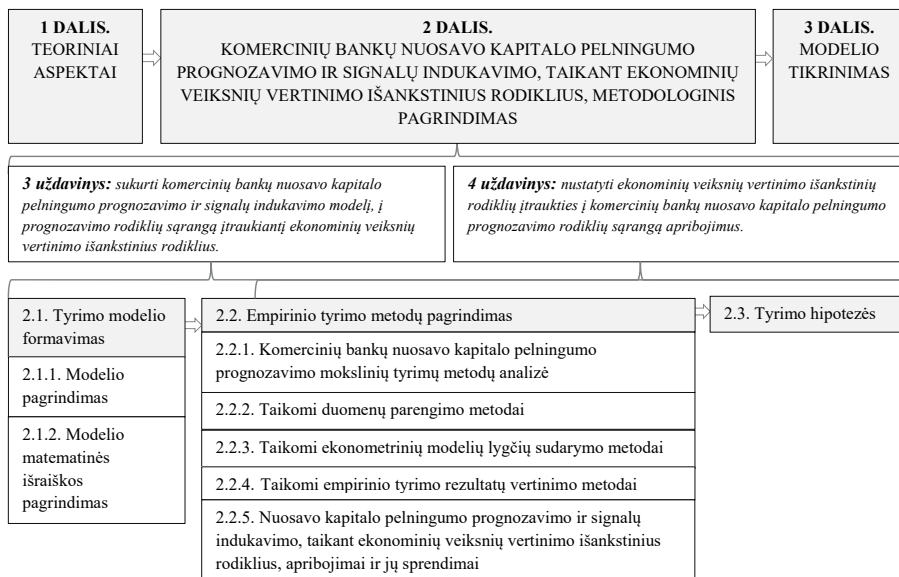 1 DALIS.
TEORINIAI
ASPEKTAI
2 DALIS.
KOMERCINIŲ BANKŲ NUOSAVO KAPITALO PELNINGUMO
PROGNOZAVIMO IR SIGNALŲ INDUKAVIMO, TAIKANT EKONOMINIŲ
VEIKSNIŲ VERTINIMO IŠANKSTINIUS RODIKLIUS, METODOLOGINIS
PAGRINDIMAS
3 DALIS.
MODELIO
TIKRINIMAS
3 uždavinys: sukurti komercinių bankų nuosavo kapitalo
pelningumo prognozavimo ir signalų indukavimo modelį, į
prognozavimo rodiklių sąrangą įtraukiantį ekonominių veiksnių
vertinimo išankstinius rodiklius.
4 uždavinys: nustatyti ekonominių veiksnių vertinimo išankstinių
rodiklių įtraukties į komercinių bankų nuosavo kapitalo pelningumo
prognozavimo rodiklių sąrangą apribojimus.
2.1. Tyrimo modelio
formavimas
2.1.1. Modelio
pagrindimas
2.1.2. Modelio
matematinės
išraiškos
pagrindimas
2.2. Empirinio tyrimo metodų pagrindimas
2.2.1. Komercinių bankų nuosavo kapitalo pelningumo
prognozavimo mokslinių tyrimų metodų analizė
2.2.2. Taikomi duomenų parengimo metodai
2.2.3. Taikomi ekonometrinių modelių lygčių sudarymo metodai
2.2.4. Taikomi empirinio tyrimo rezultatų vertinimo metodai
2.2.5. Nuosavo kapitalo pelningumo prognozavimo ir signalų
indukavimo, taikant ekonominių veiksnių vertinimo išankstinius
rodiklius, apribojimai ir jų sprendimai
2.3. Tyrimo hipotezės